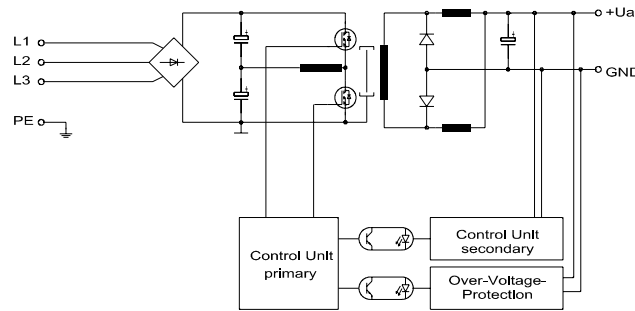 L1
L2
L3
PE
+Ua
GND
Control Unit
primary
Control Unit
secondary
Over-Voltage-
Protection